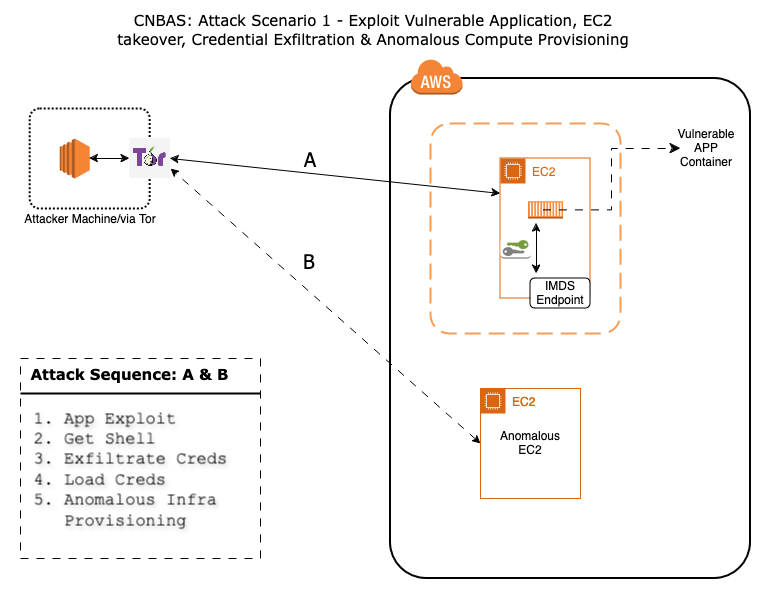 CNBAS: Attack Scenario 1 - Exploit Vulnerable Application, EC2
takeover, Credential Exfiltration & Anomalous Compute Provisioning
AWS
Vulnerable
APP
Container
EC2
A
Tor
Attacker Machine/via Tor
B
IMDS
Endpoint
Attack Sequence: A & B
1. App Exploit
2. Get Shell
3. Exfiltrate Creds
4. Load Creds
5. Anomalous Infra
Provisioning
EC2
Anomalous
EC2